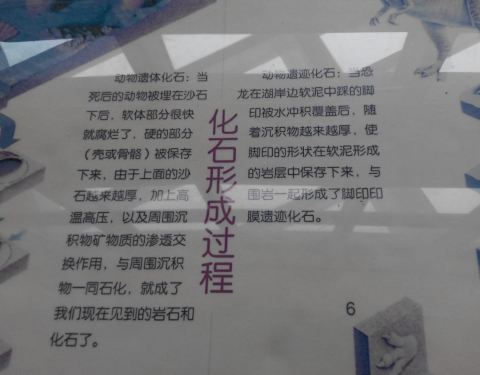 化石形成过程
动物遗体化石：当
死后的动物被埋在沙石
下后，软体部分很快
就腐烂了，硬的部分
（壳或骨骼）被保存
下来，由于上面的沙
石越来越厚，加上高
温高压，以及周围沉
积物矿物质的渗透交
换作用，与周围沉积
物一同石化，就成了
我们现在见到的岩石和
化石了。
动物遗迹化石：当恐
龙在湖岸边软泥中踩的脚
印被水冲积覆盖后，随
着沉积物越来越厚，使
脚印的形状在软泥形成
的岩层中保存下来，与
围岩一起形成了脚印印
膜遗迹化石。
6